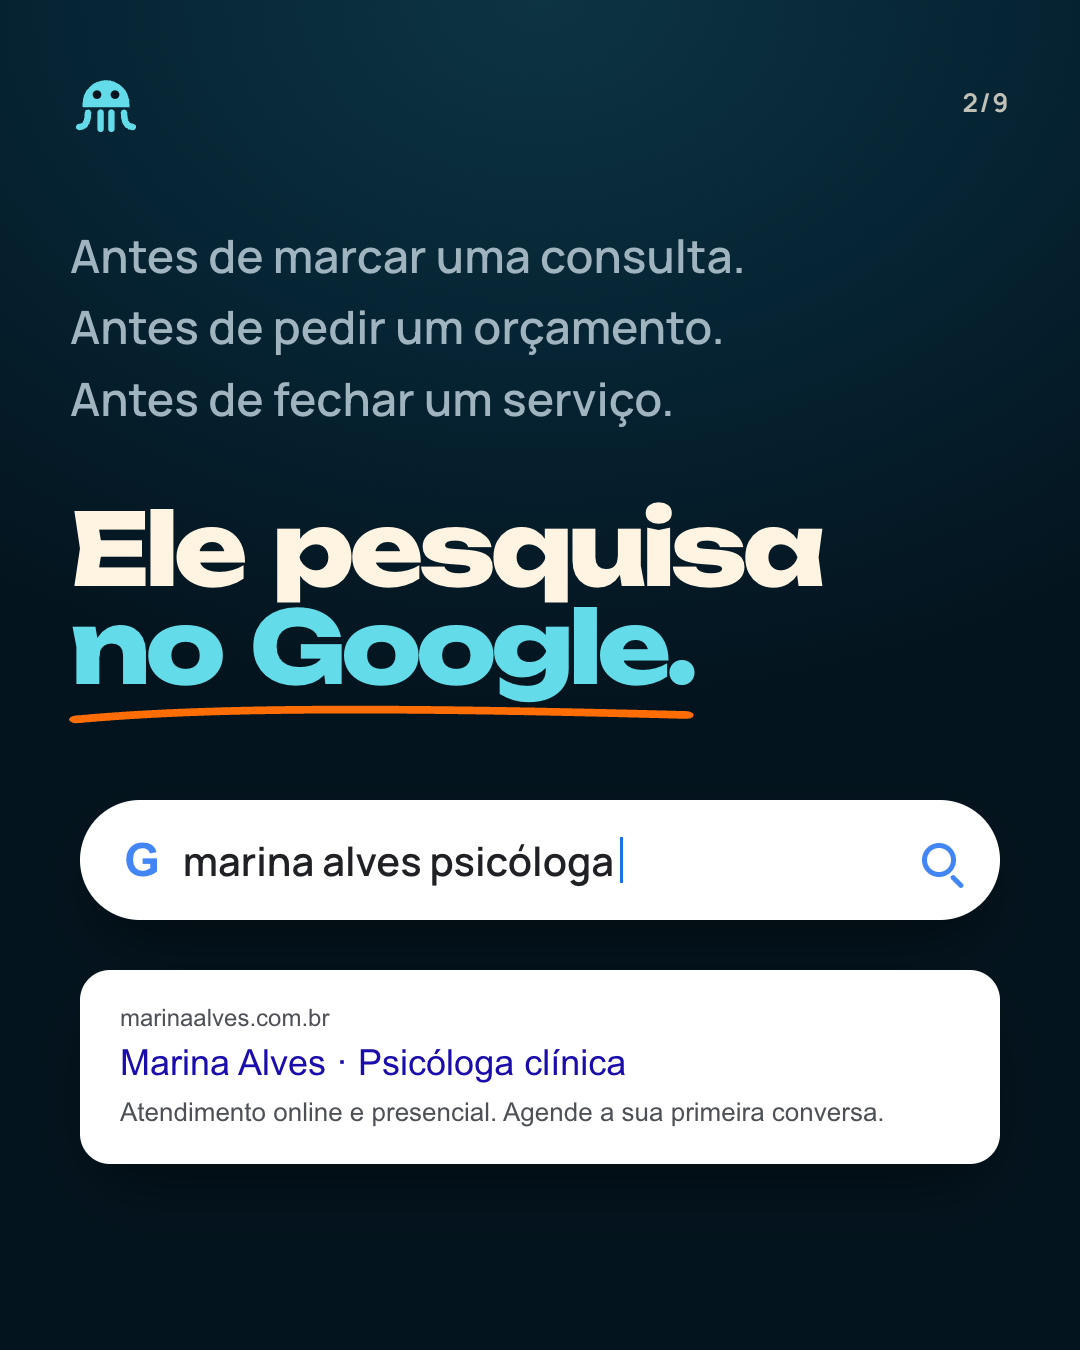 2/9
Antes de marcar uma consulta.
Antes de pedir um orçamento.
Antes de fechar um serviço.
Ele pesquisa
no Google.
G marina alves psicóloga
marinaalves.com.br
Marina Alves · Psicóloga clínica
Atendimento online e presencial. Agende a sua primeira conversa.